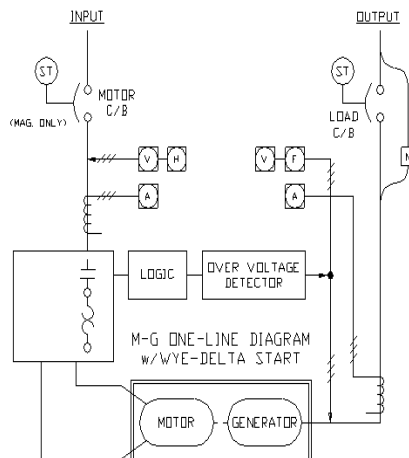 INPUT
OUTPUT
ST
MOTOR
C/B
(MAG. ONLY)
ST
LOAD
C/B
N
V
H
V
F
A
A
LOGIC
OVER VOLTAGE
DETECTOR
M-G ONE-LINE DIAGRAM
W/WYE-DELTA START
MOTOR
GENERATOR